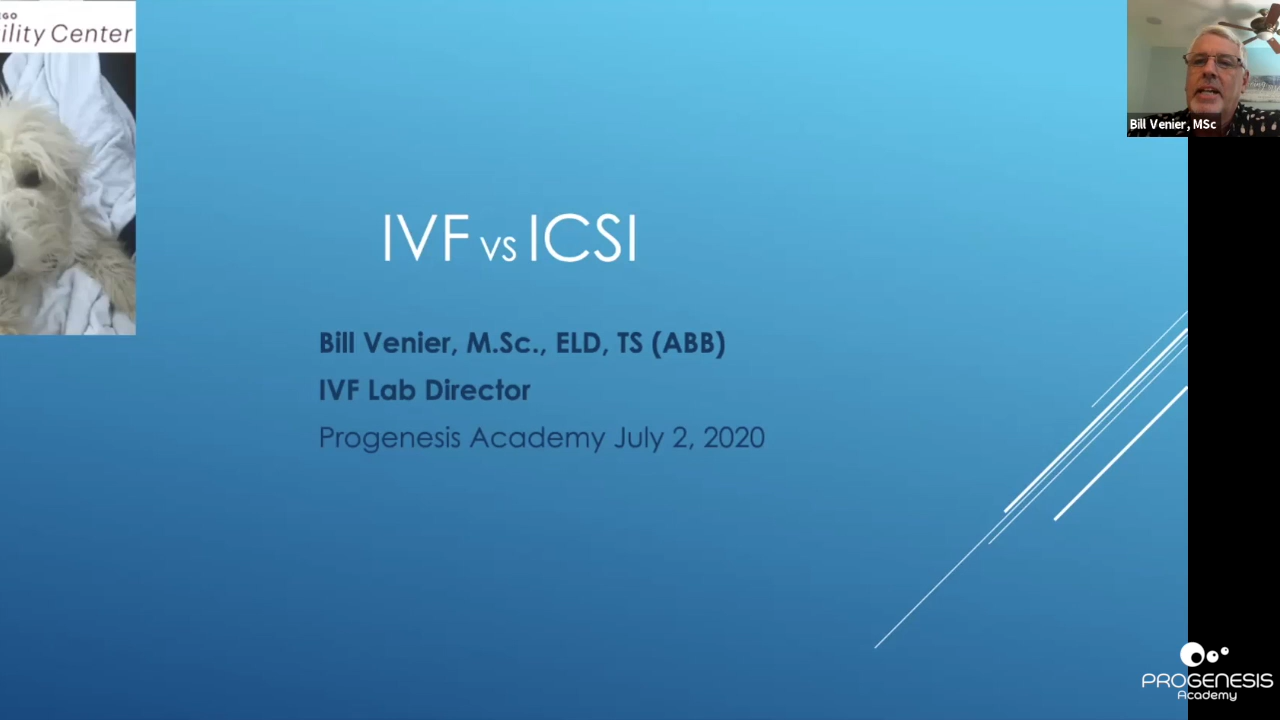 EGO
ility Center
Bill Venier, MSc
IVF vs ICSI
Bill Venier, M.Sc., ELD, TS (ABB)
IVF Lab Director
Progenesis Academy July 2, 2020
PROGENESIS
Academy